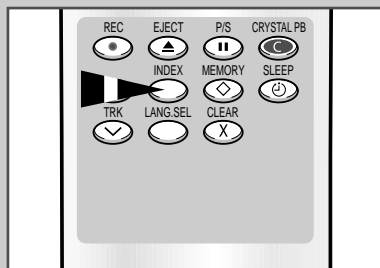 REC EJECT P/S CRYSTAL PB
C
INDEX MEMORY SLEEP
TRK LANG.SEL CLEAR
X